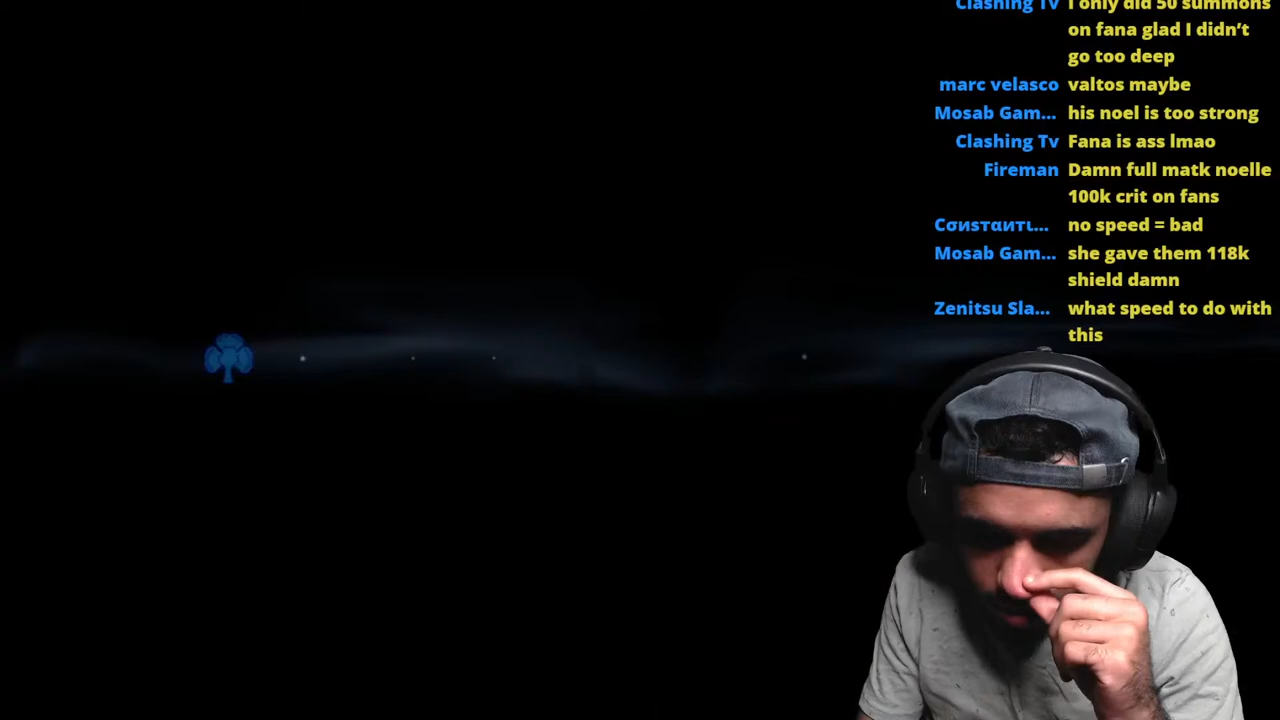 Clashing Tv I only did 50 summons
on fana glad I didn't
go too deep
marc velasco valtos maybe
Mosab Gam... his noel is too strong
Clashing Tv Fana is ass lmao
Fireman Damn full matk noelle
100k crit on fans
Cσиѕтαитι... no speed = bad
Mosab Gam... she gave them 118k
shield damn
Zenitsu Sla... what speed to do with
this